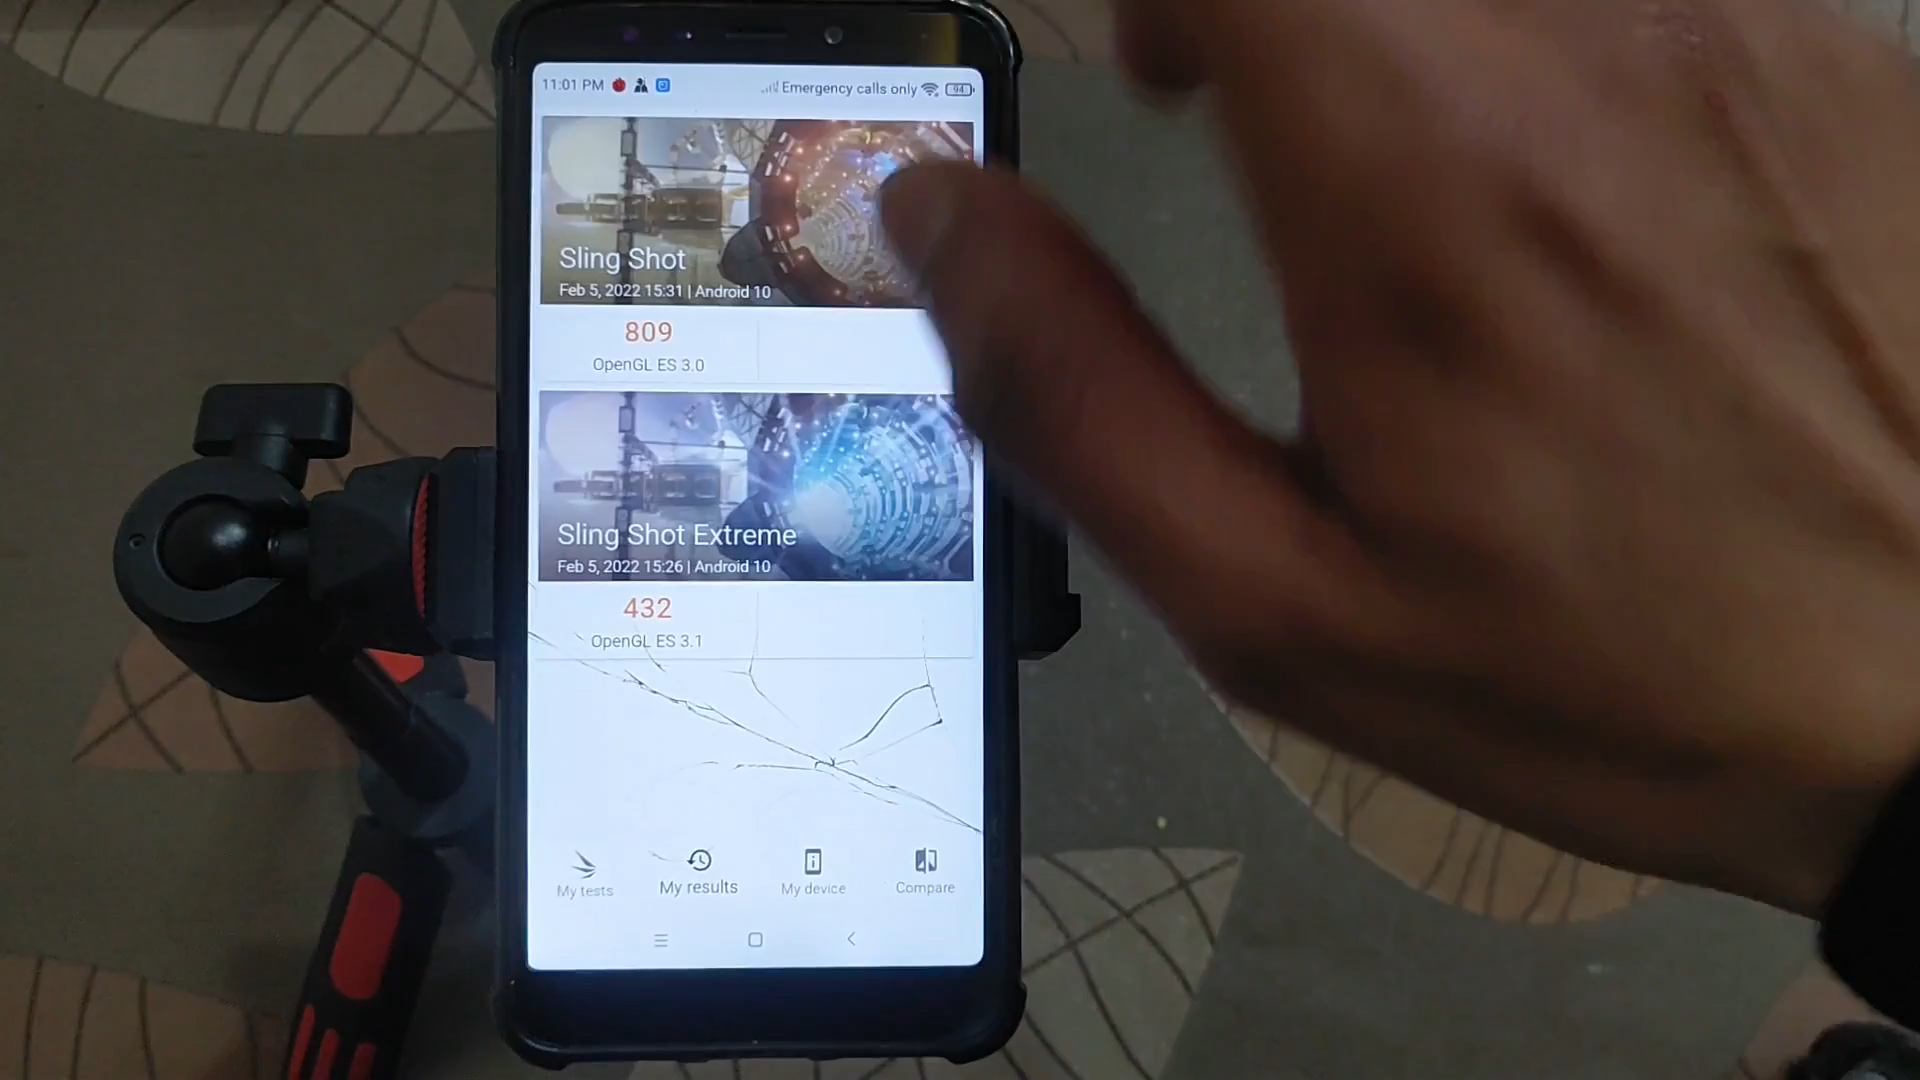 11:01 PM Emergency calls only 94
Sling Shot
Feb 5, 2022 15:31 | Android 10
809
OpenGL ES 3.0
Sling Shot Extreme
Feb 5, 2022 15:26 | Android 10
432
OpenGL ES 3.1
My tests My results My device Compare